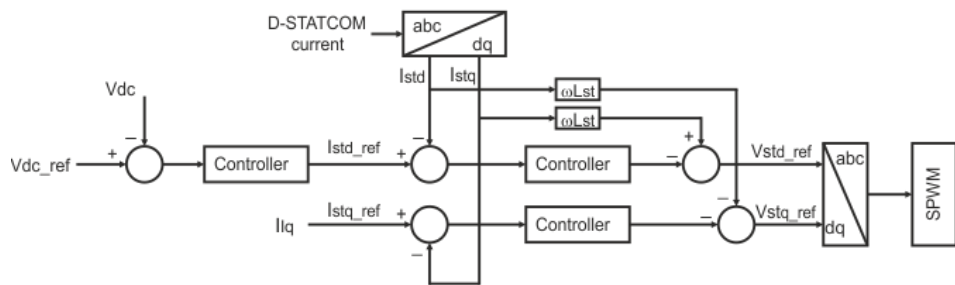 D-STATCOM
current
abc
dq
Istd
Istq
Vdc
ωLst
ωLst
−
−
+
Vdc_ref
+
Controller
Istd_ref
+
Controller
−
Vstd_ref
abc
−
Istq_ref
+
Ilq
Controller
−
Vstq_ref
dq
−
SPWM